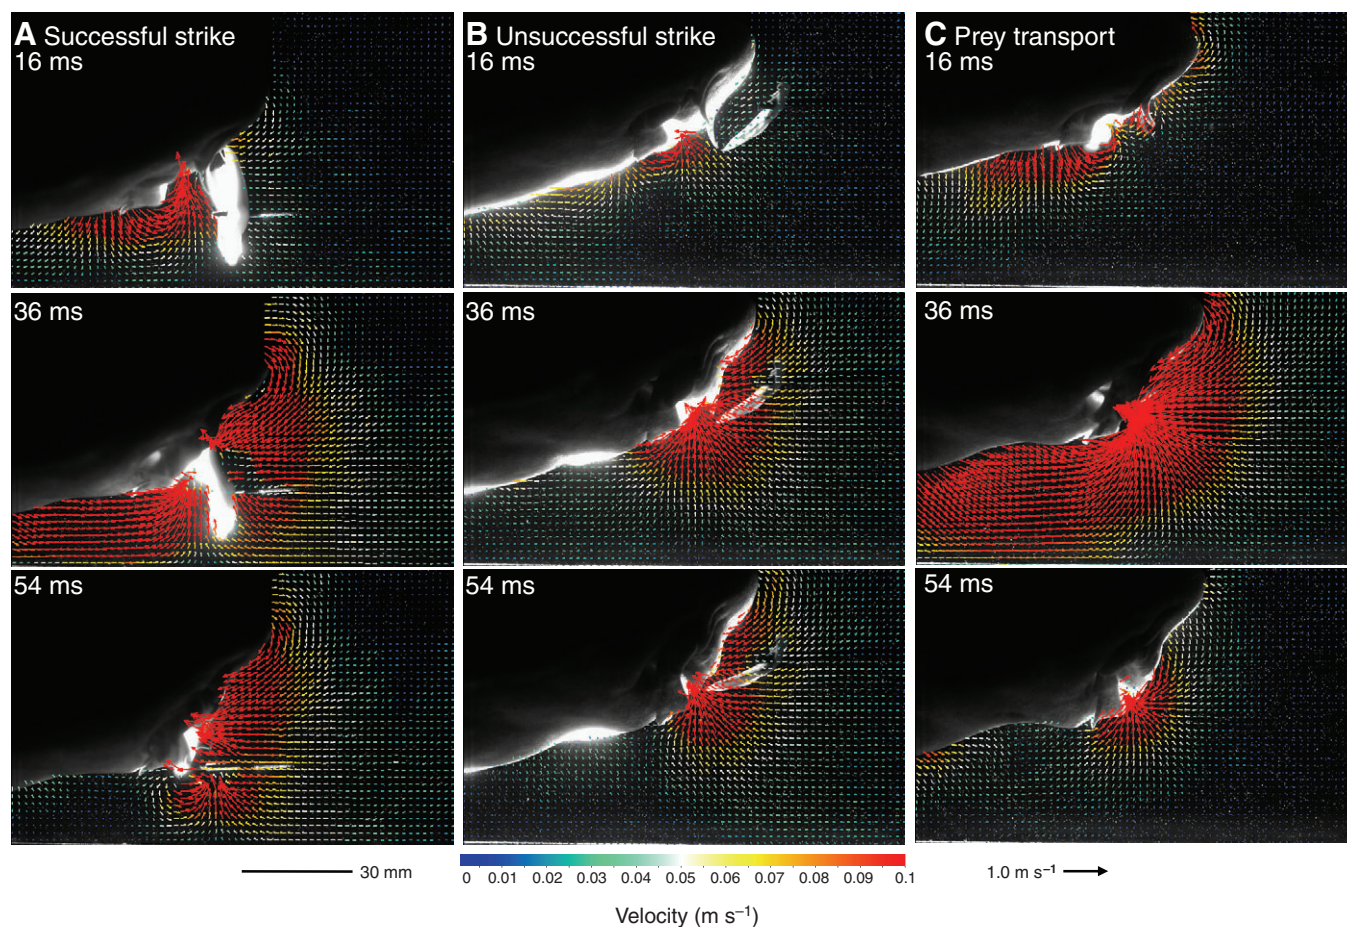 A Successful strike
16 ms
B Unsuccessful strike
16 ms
C Prey transport
16 ms
36 ms
36 ms
36 ms
54 ms
54 ms
54 ms
30 mm
0 0.01 0.02 0.03 0.04 0.05 0.06 0.07 0.08 0.09 0.1
1.0 m s⁻¹
Velocity (m s⁻¹)